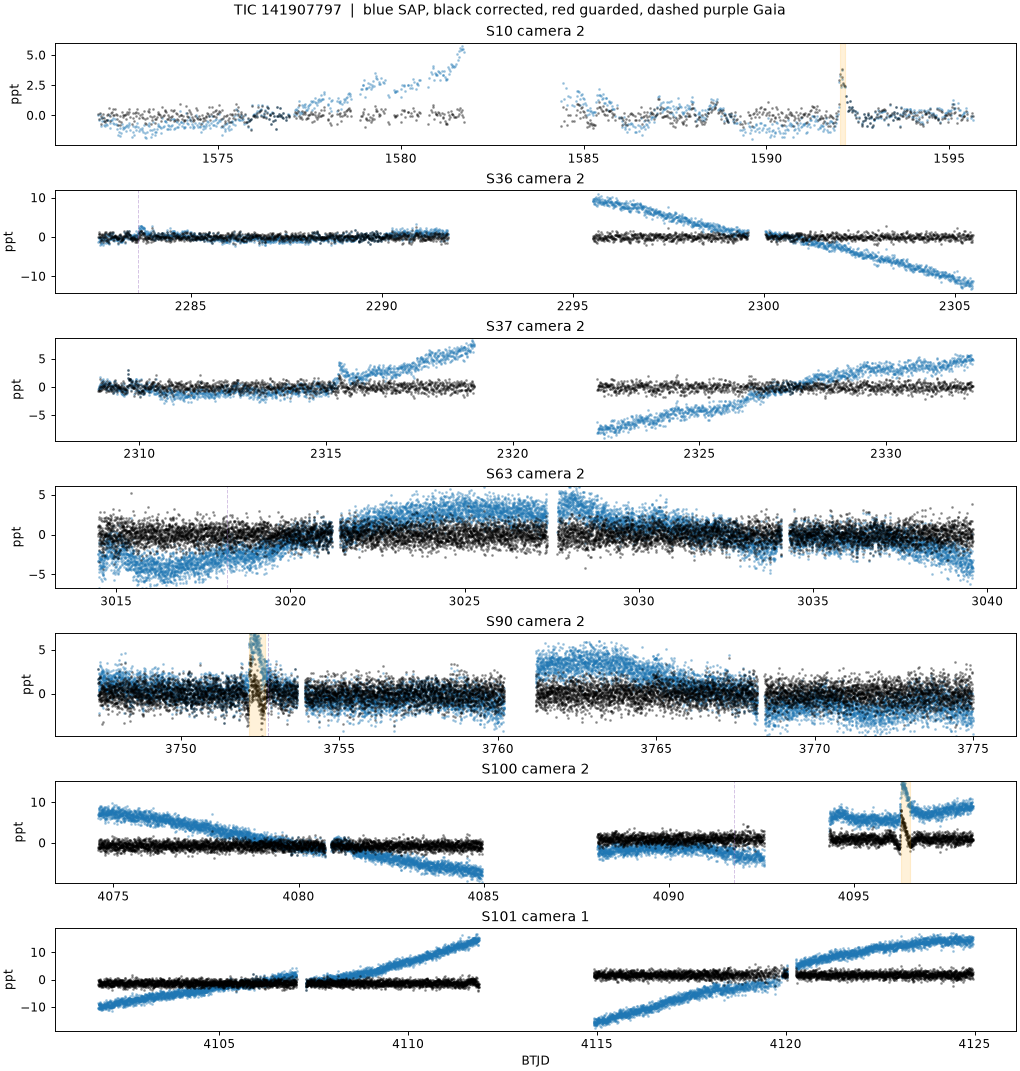 TIC 141907797 | blue SAP, black corrected, red guarded, dashed purple Gaia
S10 camera 2
ppt
5.0
2.5
0.0
1575 1580 1585 1590 1595
S36 camera 2
ppt
10
0
−10
2285 2290 2295 2300 2305
S37 camera 2
ppt
5
0
−5
2310 2315 2320 2325 2330
S63 camera 2
ppt
5
0
−5
3015 3020 3025 3030 3035 3040
S90 camera 2
ppt
5
0
3750 3755 3760 3765 3770 3775
S100 camera 2
ppt
10
0
4075 4080 4085 4090 4095
S101 camera 1
ppt
10
0
−10
4105 4110 4115 4120 4125
BTJD